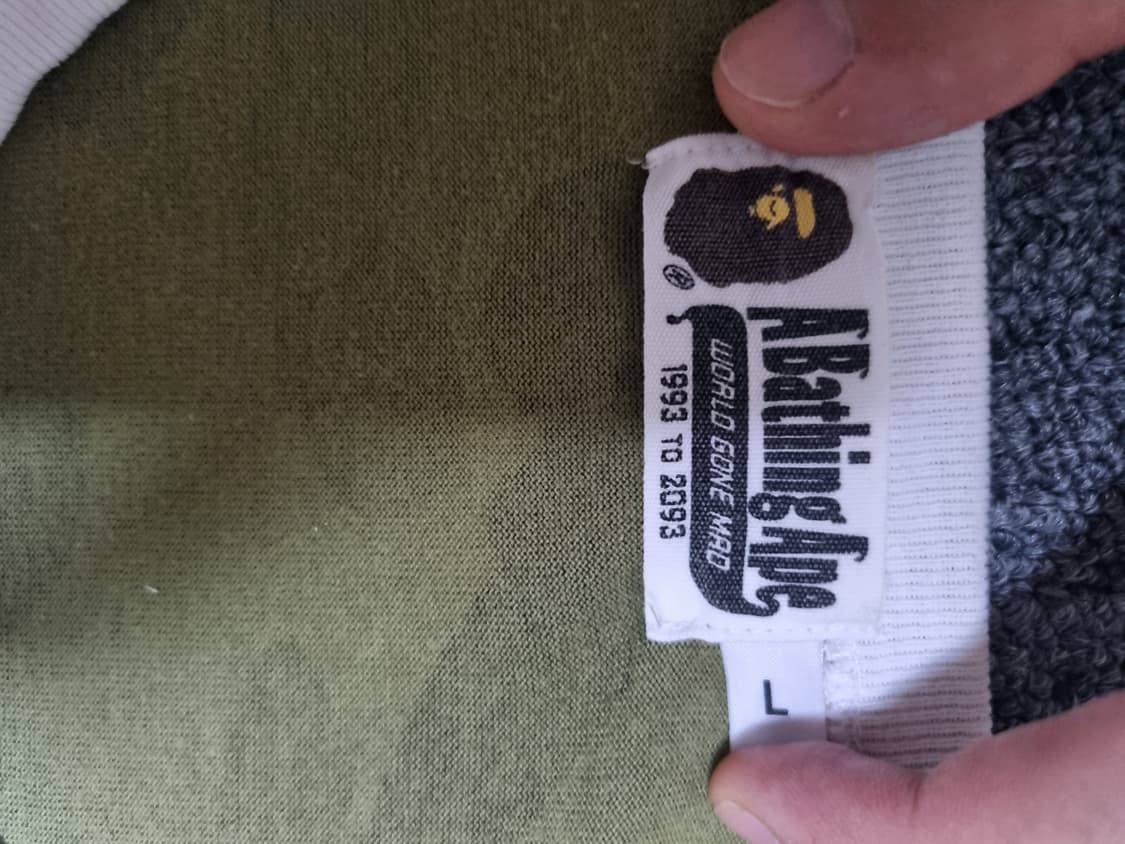 A Bathing Ape
WORLD GONE MAD
1993 TO 2093
®
L